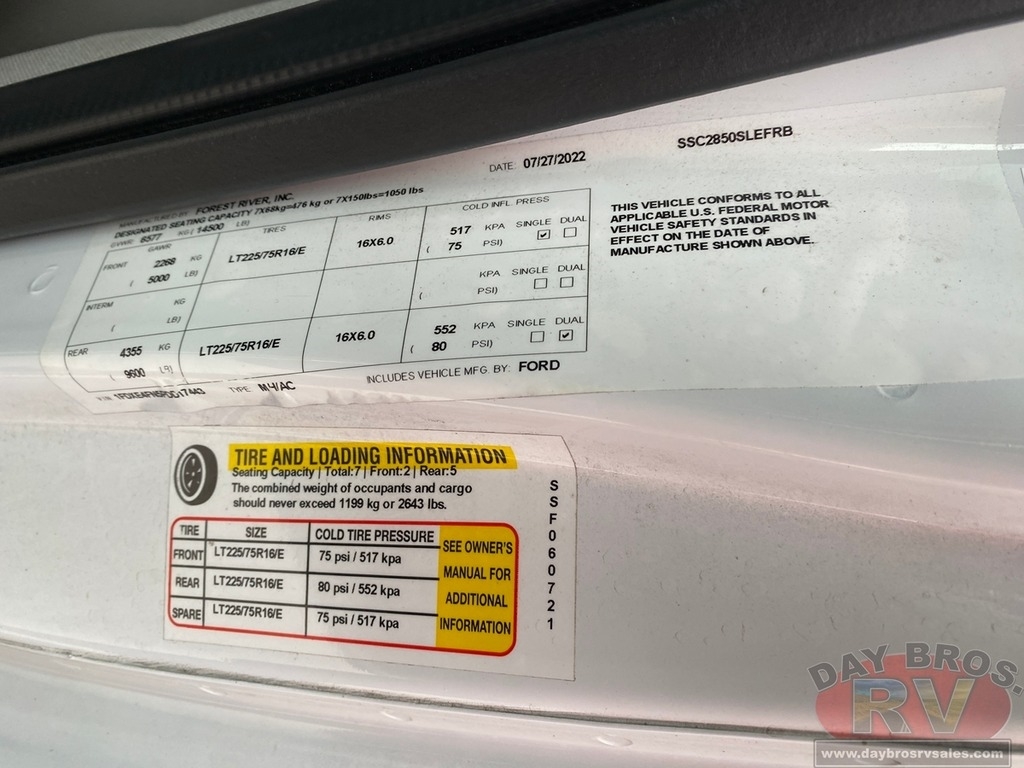 MANUFACTURED BY FOREST RIVER, INC. DATE: 07/27/2022 SSC2850SLEFRB
DESIGNATED SEATING CAPACITY 7X68kg=476 kg or 7X150lbs=1050 lbs
GVWR: 6577 KG ( 14500 LB)
GAWR TIRES RIMS COLD INFL. PRESS
FRONT 2268 KG LT225/75R16/E 16X6.0 517 KPA SINGLE DUAL
( 5000 LB) ( 75 PSI)
INTERM KG KPA SINGLE DUAL
( LB) ( PSI)
REAR 4355 KG LT225/75R16/E 16X6.0 552 KPA SINGLE DUAL
( 9600 LB) ( 80 PSI)
TYPE M.H/AC INCLUDES VEHICLE MFG. BY: FORD
THIS VEHICLE CONFORMS TO ALL
APPLICABLE U.S. FEDERAL MOTOR
VEHICLE SAFETY STANDARDS IN
EFFECT ON THE DATE OF
MANUFACTURE SHOWN ABOVE.
TIRE AND LOADING INFORMATION
Seating Capacity | Total:7 | Front:2 | Rear:5
The combined weight of occupants and cargo
should never exceed 1199 kg or 2643 lbs.
TIRE SIZE COLD TIRE PRESSURE
FRONT LT225/75R16/E 75 psi / 517 kpa
REAR LT225/75R16/E 80 psi / 552 kpa
SPARE LT225/75R16/E 75 psi / 517 kpa
SEE OWNER'S
MANUAL FOR
ADDITIONAL
INFORMATION
SSF060721
DAY BROS.
RV
www.daybrosrvsales.com